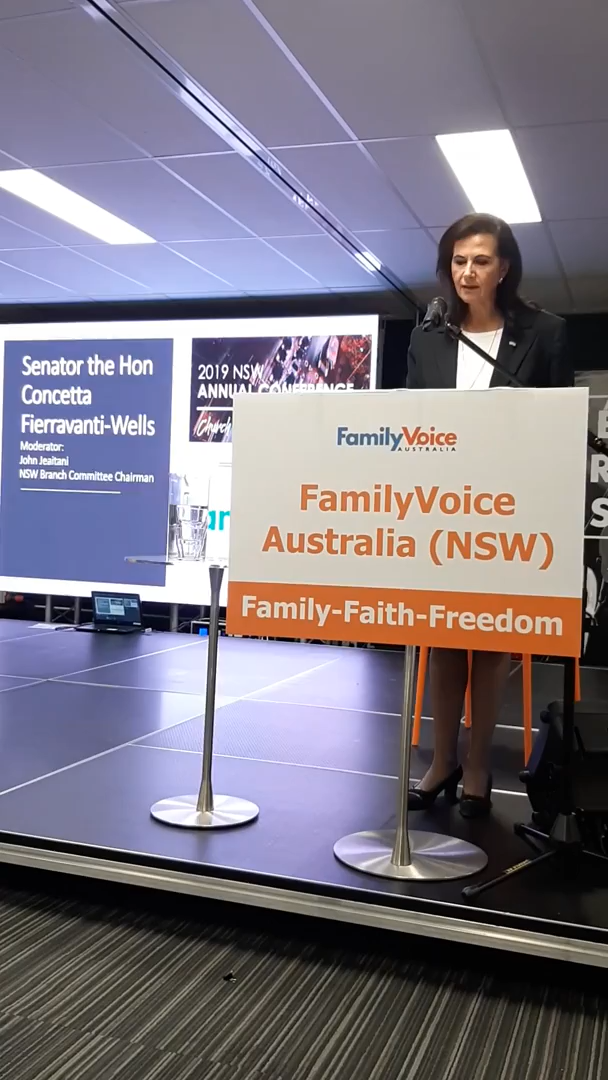 Senator the Hon
Concetta
Fierravanti-Wells
Moderator:
John Jeaitani
NSW Branch Committee Chairman
2019 NSW
ANNUAL CONFERENCE
Church
FamilyVoice
AUSTRALIA
FamilyVoice
Australia (NSW)
Family-Faith-Freedom